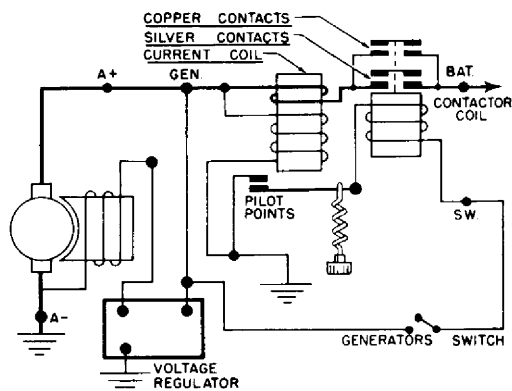 COPPER CONTACTS
SILVER CONTACTS
CURRENT COIL
A+
GEN.
BAT.
CONTACTOR
COIL
PILOT
POINTS
SW.
A-
GENERATORS
SWITCH
VOLTAGE
REGULATOR